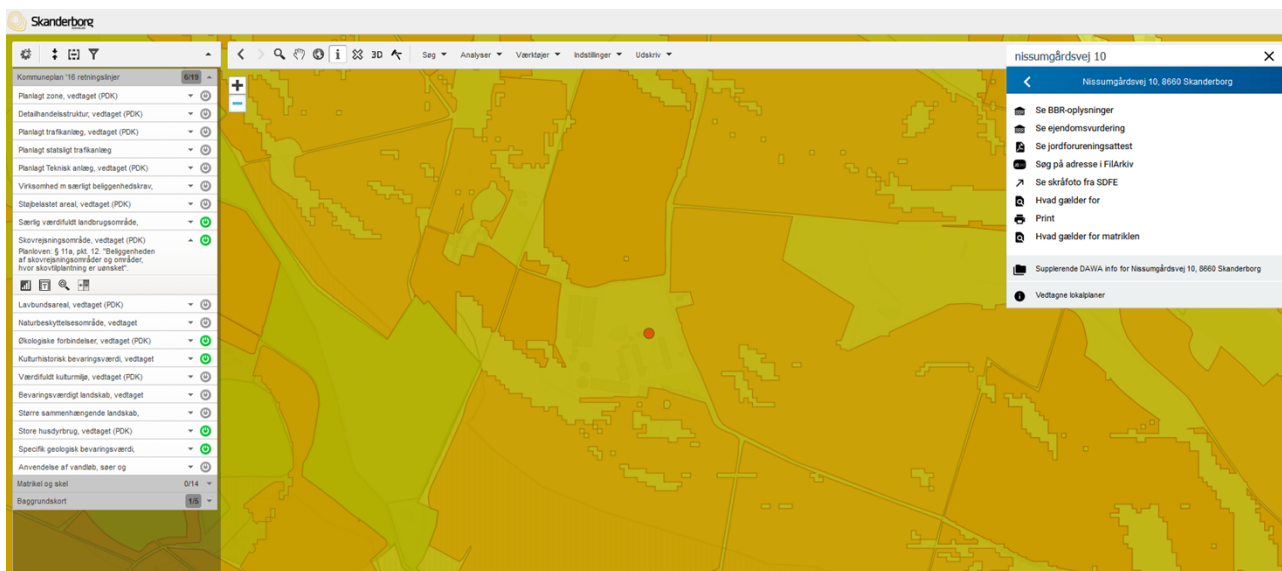 Skanderborg
3D
Søg
Analyser
Værktøjer
Indstillinger
Udskriv
Kommuneplan '16 retningslinjer
6/19
Planlagt zone, vedtaget (PDK)
Detailhandelsstruktur, vedtaget (PDK)
Planlagt trafikanlæg, vedtaget (PDK)
Planlagt statsligt trafikanlæg
Planlagt Teknisk anlæg, vedtaget (PDK)
Virksomhed m særligt beliggenhedskrav,
Støjbelastet areal, vedtaget (PDK)
Særlig værdifuldt landbrugsområde,
Skovrejsningsområde, vedtaget (PDK)
Planloven: § 11a, pkt. 12. "Beliggenheden
af skovrejsningsområder og områder,
hvor skovtilplantning er uønsket".
Lavbundsareal, vedtaget (PDK)
Naturbeskyttelsesområde, vedtaget
Økologiske forbindelser, vedtaget (PDK)
Kulturhistorisk bevaringsværdi, vedtaget
Værdifuldt kulturmiljø, vedtaget (PDK)
Bevaringsværdigt landskab, vedtaget
Større sammenhængende landskab,
Store husdyrbrug, vedtaget (PDK)
Specifik geologisk bevaringsværdi,
Anvendelse af vandløb, søer og
Matrikel og skel
0/14
Baggrundskort
1/5
nissumgårdsvej 10
Nissumgårdsvej 10, 8660 Skanderborg
Se BBR-oplysninger
Se ejendomsvurdering
Se jordforureningsattest
Søg på adresse i FilArkiv
Se skråfoto fra SDFE
Hvad gælder for
Print
Hvad gælder for matriklen
Supplerende DAWA info for Nissumgårdsvej 10, 8660 Skanderborg
Vedtagne lokalplaner